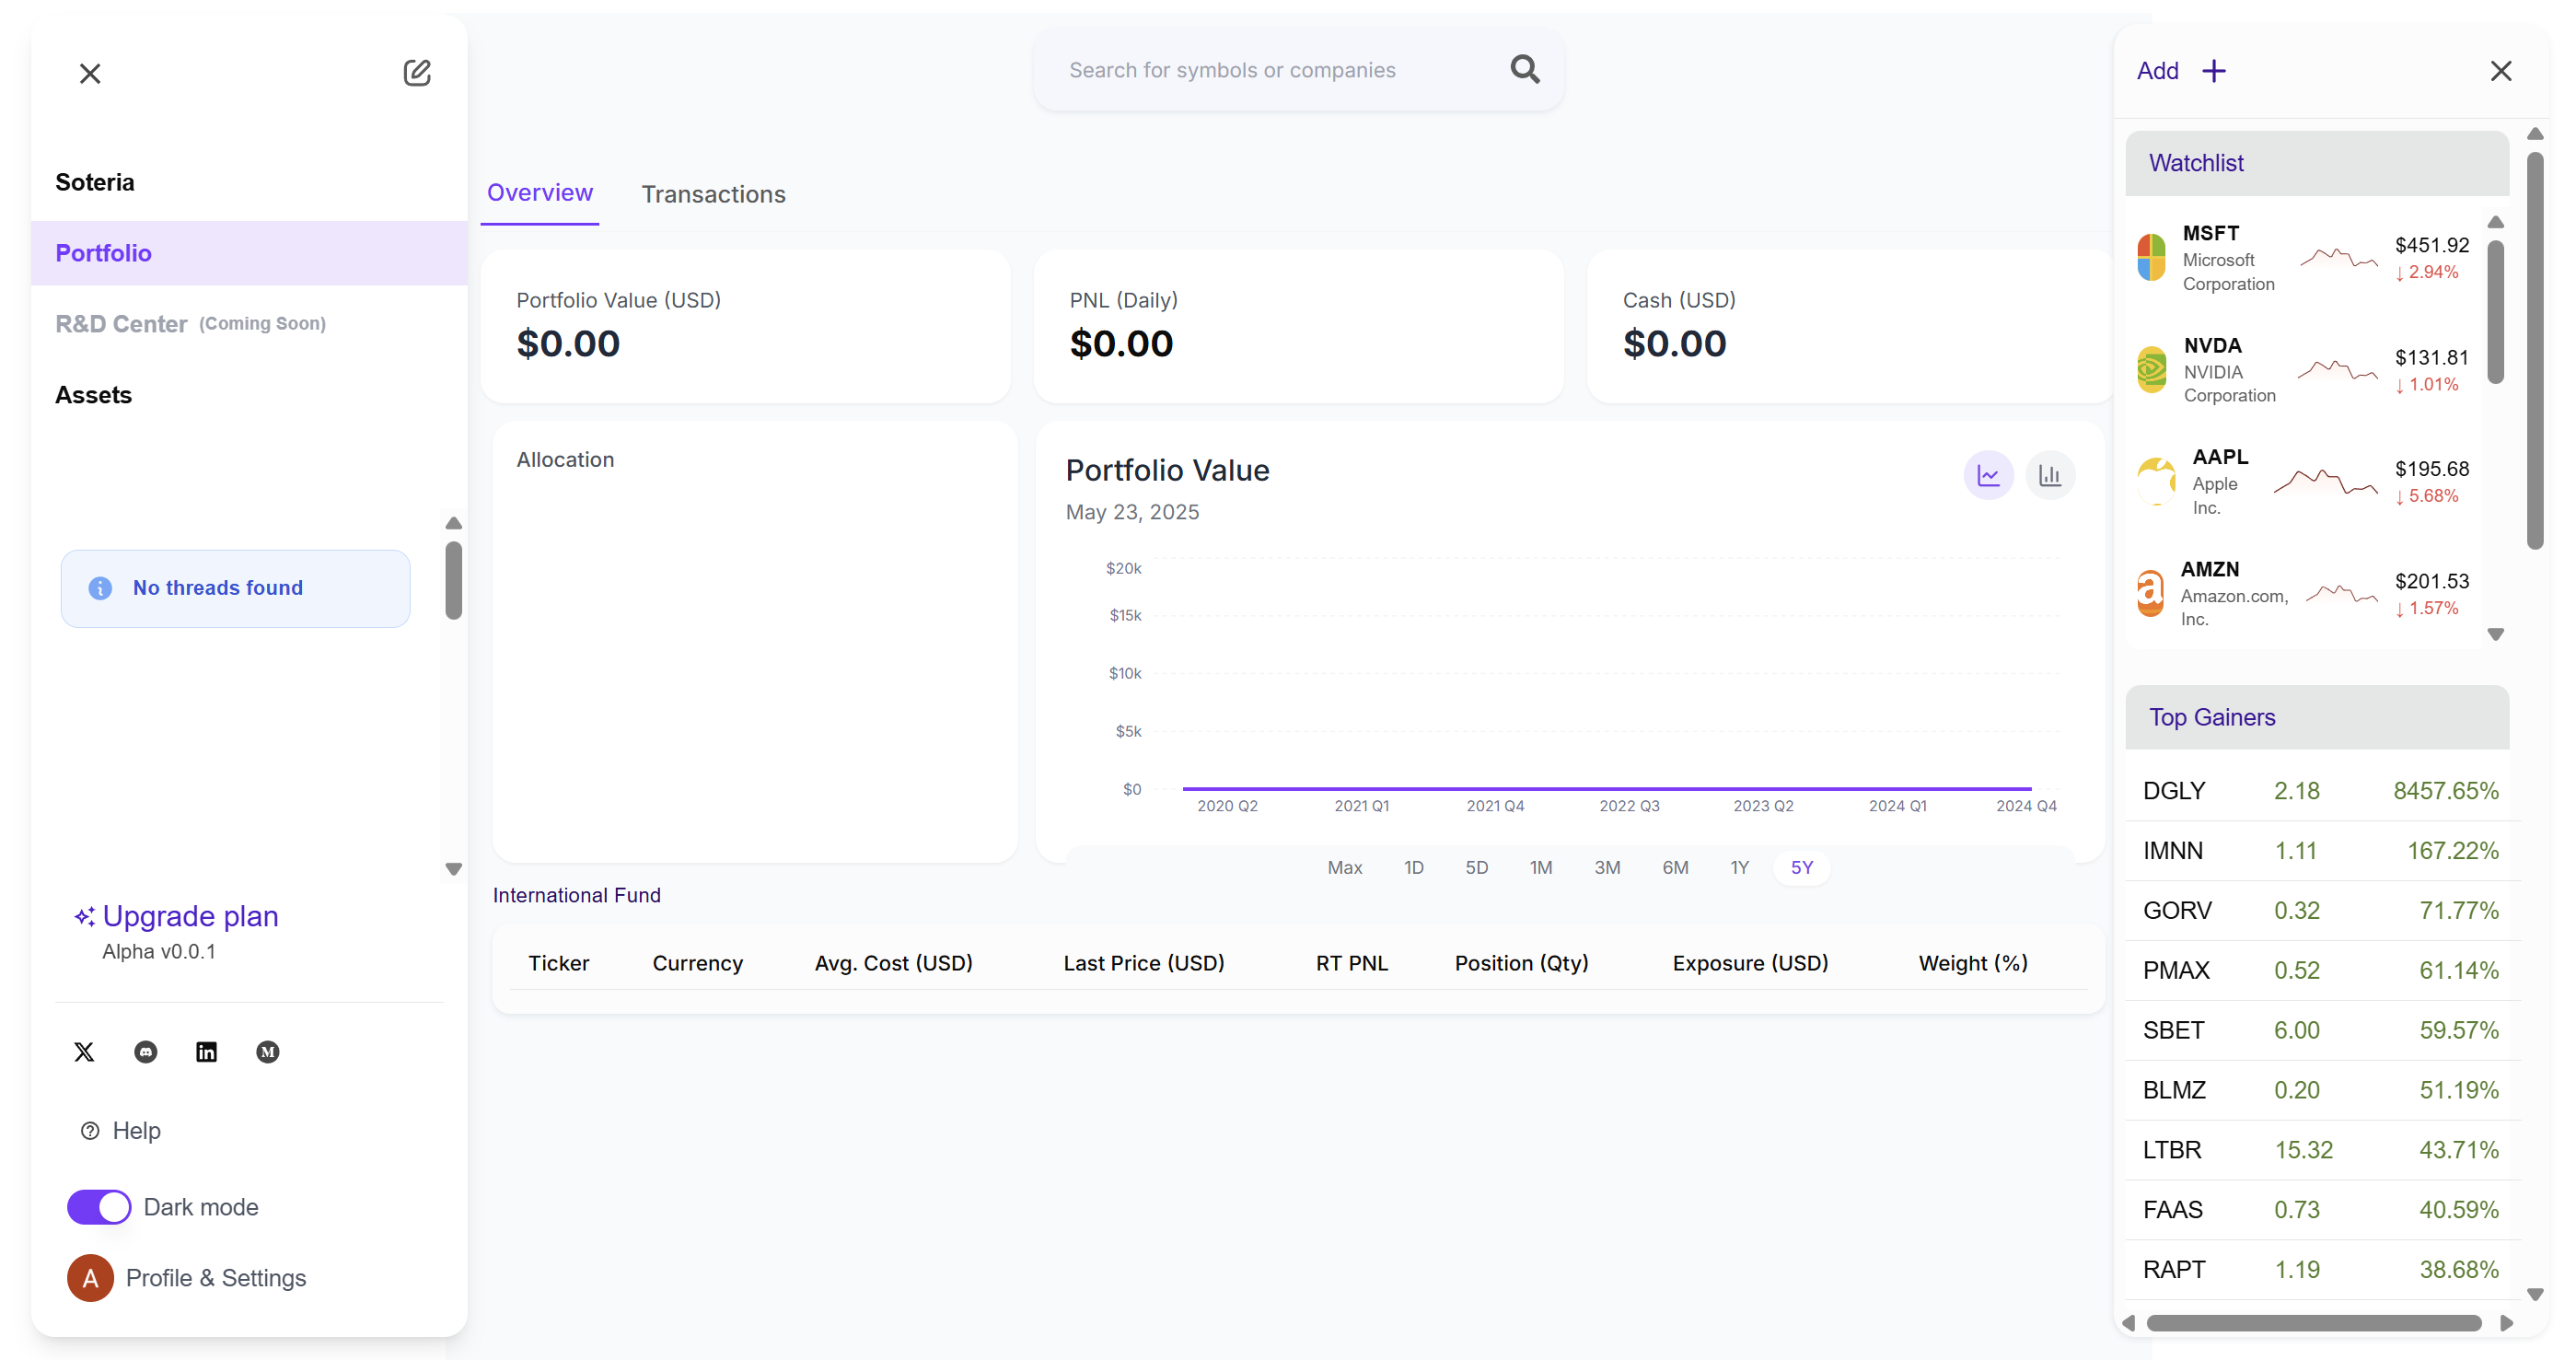 Soteria
Portfolio
R&D Center (Coming Soon)
Assets
No threads found
Upgrade plan
Alpha v0.0.1
Help
Dark mode
A Profile & Settings
Search for symbols or companies
Overview Transactions
Portfolio Value (USD)
$0.00
PNL (Daily)
$0.00
Cash (USD)
$0.00
Allocation
Portfolio Value
May 23, 2025
$20k
$15k
$10k
$5k
$0
2020 Q2 2021 Q1 2021 Q4 2022 Q3 2023 Q2 2024 Q1 2024 Q4
Max 1D 5D 1M 3M 6M 1Y 5Y
International Fund
Ticker Currency Avg. Cost (USD) Last Price (USD) RT PNL Position (Qty) Exposure (USD) Weight (%)
Add
Watchlist
MSFT
Microsoft
Corporation
$451.92
↓ 2.94%
NVDA
NVIDIA
Corporation
$131.81
↓ 1.01%
AAPL
Apple
Inc.
$195.68
↓ 5.68%
AMZN
Amazon.com,
Inc.
$201.53
↓ 1.57%
Top Gainers
DGLY 2.18 8457.65%
IMNN 1.11 167.22%
GORV 0.32 71.77%
PMAX 0.52 61.14%
SBET 6.00 59.57%
BLMZ 0.20 51.19%
LTBR 15.32 43.71%
FAAS 0.73 40.59%
RAPT 1.19 38.68%